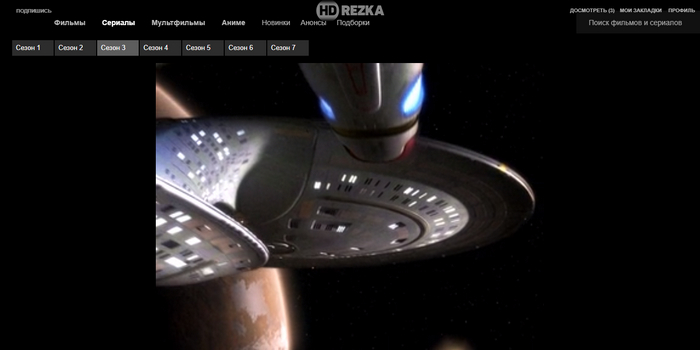 ПОДПИШИСЬ
HD REZKA
ДОСМОТРЕТЬ (3) МОИ ЗАКЛАДКИ ПРОФИЛЬ
Фильмы Сериалы Мультфильмы Аниме Новинки Анонсы Подборки
Поиск фильмов и сериалов
Сезон 1 Сезон 2 Сезон 3 Сезон 4 Сезон 5 Сезон 6 Сезон 7